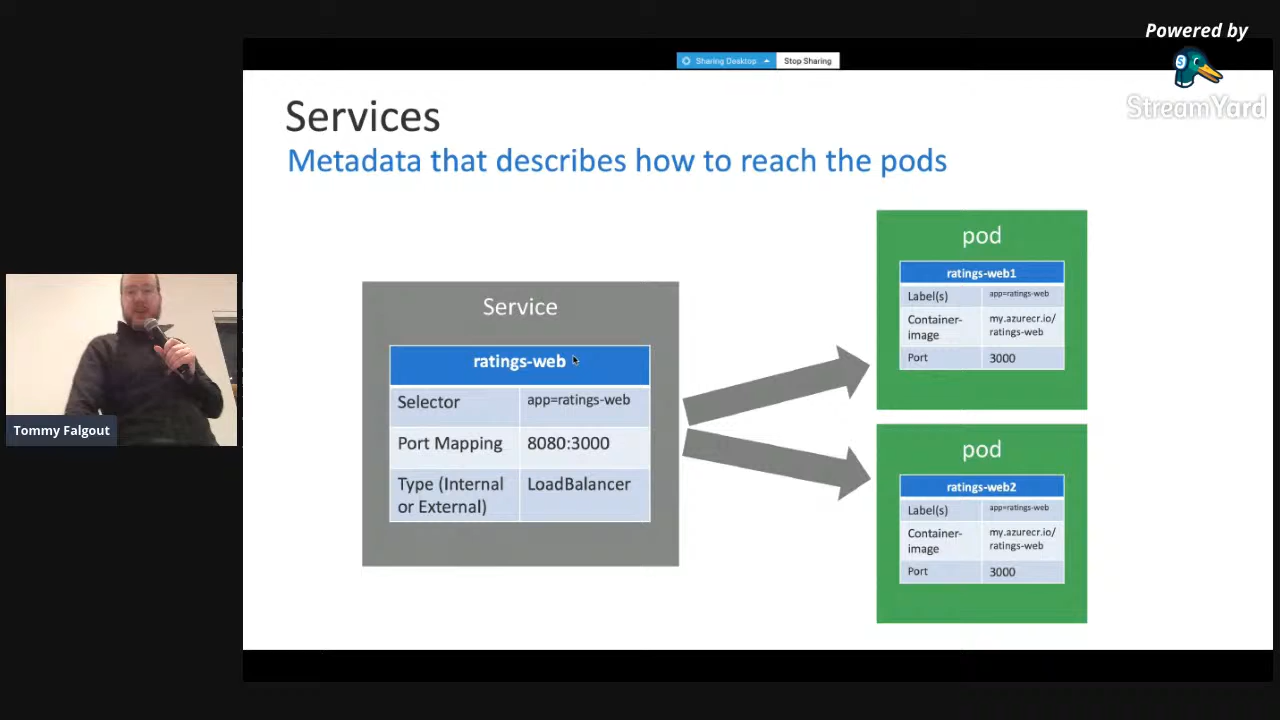 Powered by
StreamYard
Sharing Desktop
Stop Sharing
Services
Metadata that describes how to reach the pods
Service
ratings-web
Selector app=ratings-web
Port Mapping 8080:3000
Type (Internal
or External) LoadBalancer
pod
ratings-web1
Label(s) app=ratings-web
Container-
image
my.azurecr.io/
ratings-web
Port 3000
pod
ratings-web2
Label(s) app=ratings-web
Container-
image
my.azurecr.io/
ratings-web
Port 3000
Tommy Falgout